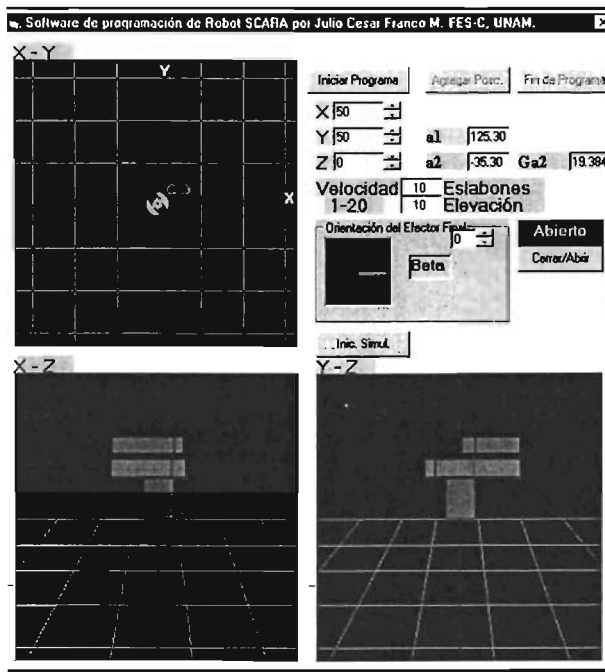 Software de programación de Robot SCARA por Julio Cesar Franco M. FES-C, UNAM.
X - Y
Y
X
Iniciar Programa Agregar Posic. Fin de Programa
X 50
Y 50 a1 125.30
Z 0 a2 -35.30 Ga2 19.384
Velocidad 10 Eslabones
1-20 10 Elevación
Orientación del Efector Final
0
Beta
Abierto
Cerrar/Abrir
Inic. Simul.
X - Z
Y - Z